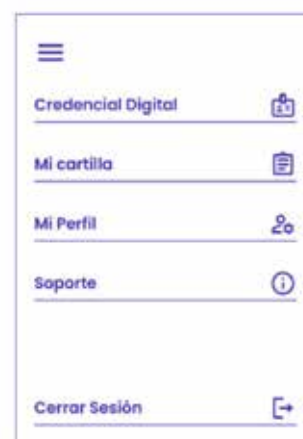 Credencial Digital
Mi cartilla
Mi Perfil
Soporte
Cerrar Sesión